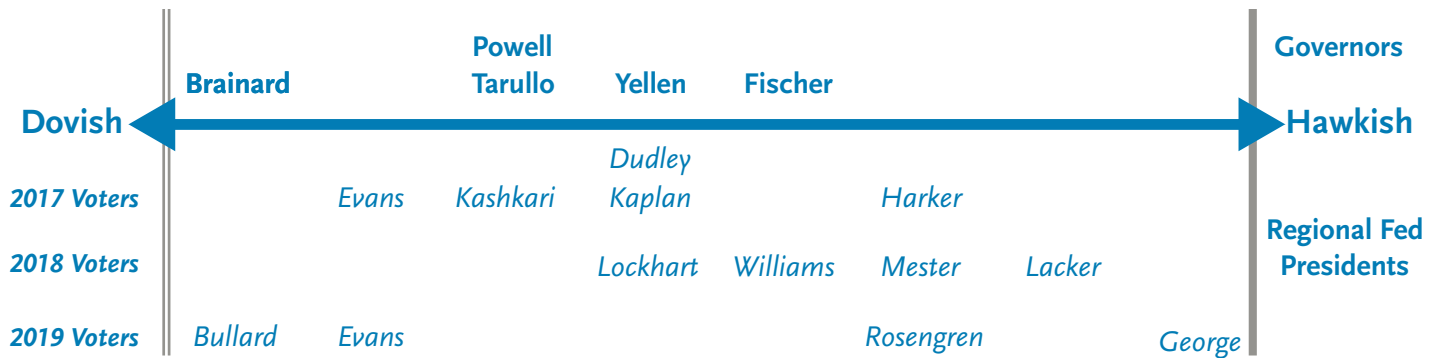 Powell
Governors
Brainard Tarullo Yellen Fischer
Dovish Hawkish
Dudley
2017 Voters Evans Kashkari Kaplan Harker
Regional Fed
Presidents
2018 Voters Lockhart Williams Mester Lacker
2019 Voters Bullard Evans Rosengren George